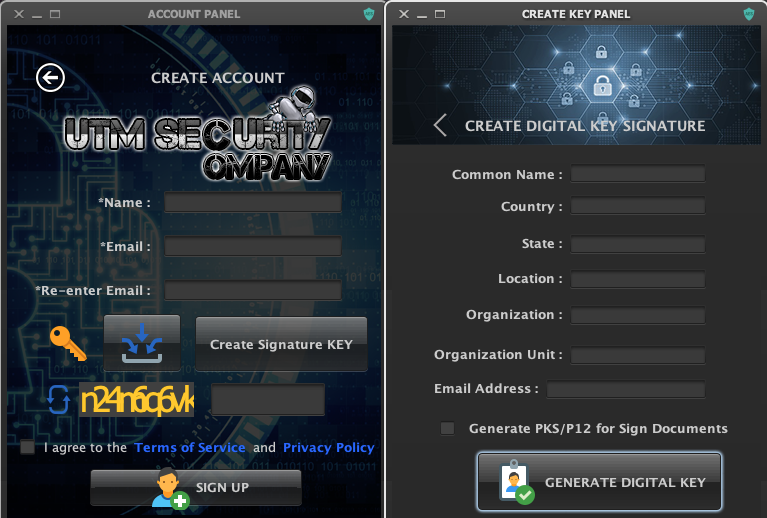 ACCOUNT PANEL
CREATE ACCOUNT
UTM SECURITY
COMPANY
*Name :
*Email :
*Re-enter Email :
Create Signature KEY
I agree to the Terms of Service and Privacy Policy
SIGN UP
CREATE KEY PANEL
CREATE DIGITAL KEY SIGNATURE
Common Name :
Country :
State :
Location :
Organization :
Organization Unit :
Email Address :
Generate PKS/P12 for Sign Documents
GENERATE DIGITAL KEY